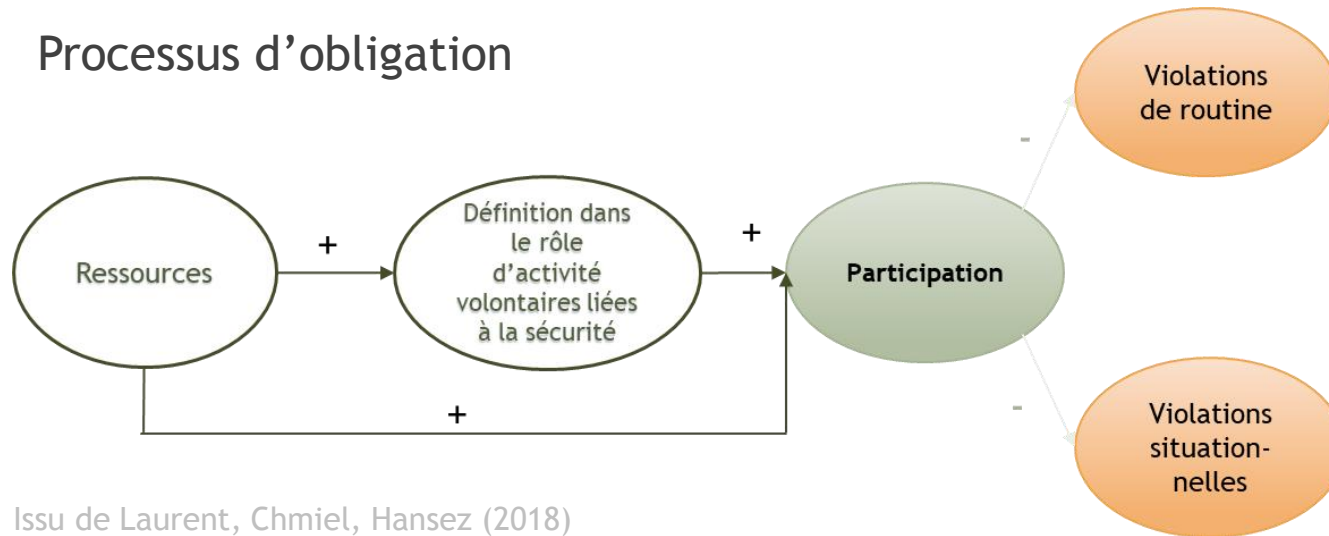 Processus d’obligation
Violations
de routine
-
+
+
Ressources
Définition dans
le rôle
d’activité
volontaires liées
à la sécurité
Participation
+
-
Violations
situation-
nelles
Issu de Laurent, Chmiel, Hansez (2018)